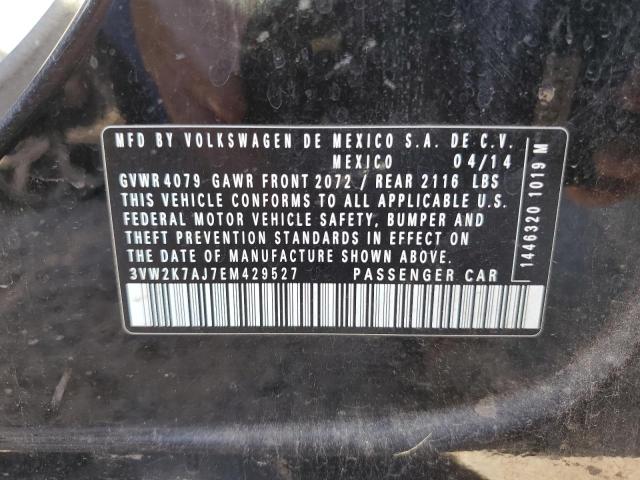 MFD BY VOLKSWAGEN DE MEXICO S.A. DE C.V.
MEXICO 04/14
GVWR 4079 GAWR FRONT 2072 / REAR 2116 LBS
THIS VEHICLE CONFORMS TO ALL APPLICABLE U.S.
FEDERAL MOTOR VEHICLE SAFETY, BUMPER AND
THEFT PREVENTION STANDARDS IN EFFECT ON
THE DATE OF MANUFACTURE SHOWN ABOVE.
3VW2K7AJ7EM429527 PASSENGER CAR
1446320 1019 M